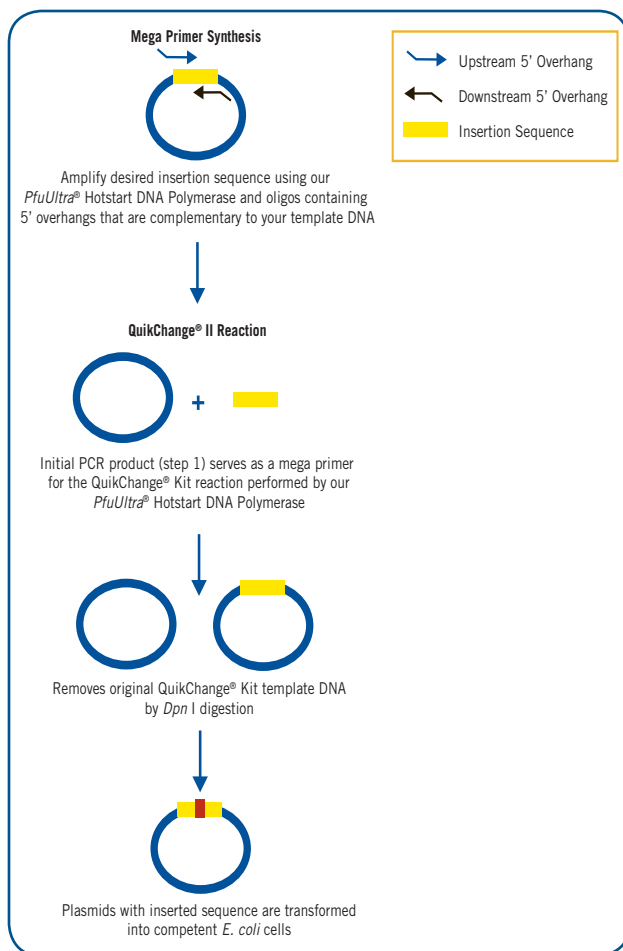 Mega Primer Synthesis
Upstream 5’ Overhang
Downstream 5’ Overhang
Insertion Sequence
Amplify desired insertion sequence using our
PfuUltra® Hotstart DNA Polymerase and oligos containing
5’ overhangs that are complementary to your template DNA
QuikChange® II Reaction
+
Initial PCR product (step 1) serves as a mega primer
for the QuikChange® Kit reaction performed by our
PfuUltra® Hotstart DNA Polymerase
Removes original QuikChange® Kit template DNA
by Dpn I digestion
Plasmids with inserted sequence are transformed
into competent E. coli cells